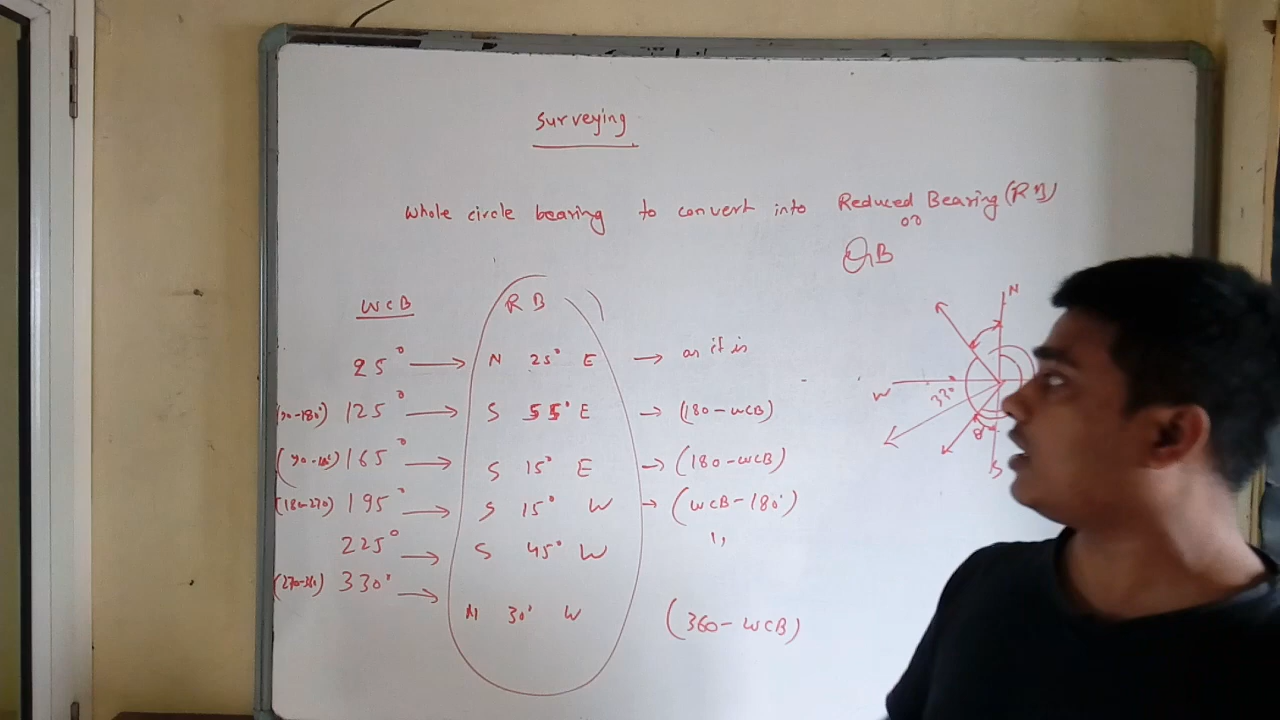 Surveying
Whole circle bearing to convert into Reduced Bearing (RB)
or
QB
WCB
RB
25° → N 25° E → as it is
(90-180°) 125° → S 55° E → (180-WCB)
(90-180°) 165° → S 15° E → (180-WCB)
(180-270) 195° → S 15° W → (WCB-180°)
225° → S 45° W ,,
(270-360) 330° → N 30° W (360-WCB)
N
W
330
S